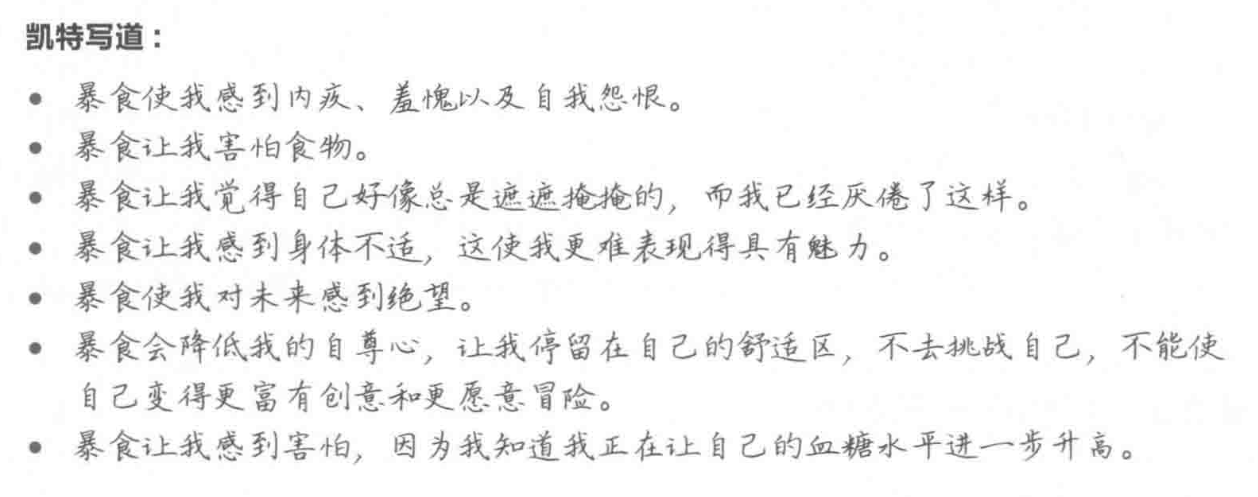 凯特写道：
• 暴食使我感到内疚、羞愧以及自我怨恨。
• 暴食让我害怕食物。
• 暴食让我觉得自己好像总是遮遮掩掩的，而我已经厌倦了这样。
• 暴食让我感到身体不适，这使我更难表现得具有魅力。
• 暴食使我对未来感到绝望。
• 暴食会降低我的自尊心，让我停留在自己的舒适区，不去挑战自己，不能使
自己变得更富有创意和更愿意冒险。
• 暴食让我感到害怕，因为我知道我正在让自己的血糖水平进一步升高。